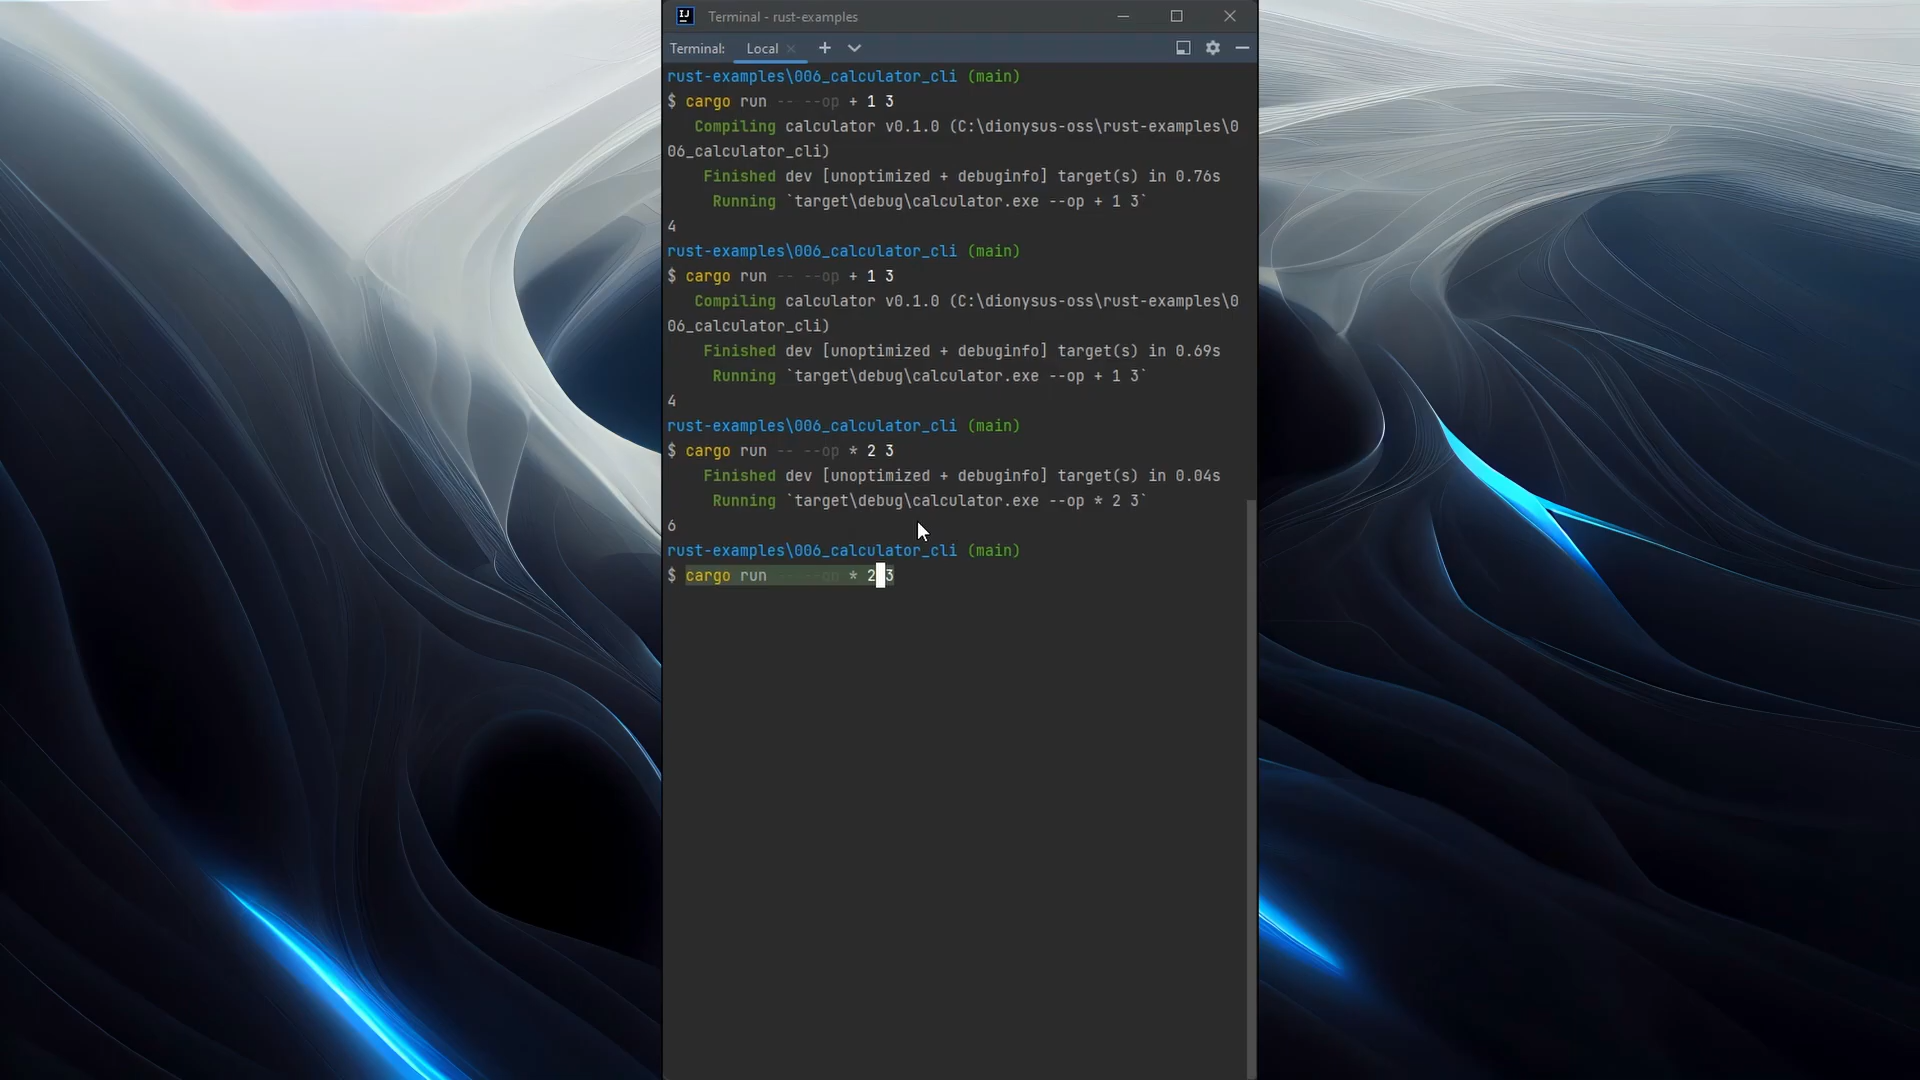 IJ Terminal - rust-examples
Terminal: Local
rust-examples\006_calculator_cli (main)
$ cargo run -- --op + 1 3
Compiling calculator v0.1.0 (C:\dionysus-oss\rust-examples\0
06_calculator_cli)
Finished dev [unoptimized + debuginfo] target(s) in 0.76s
Running `target\debug\calculator.exe --op + 1 3`
4
rust-examples\006_calculator_cli (main)
$ cargo run -- --op + 1 3
Compiling calculator v0.1.0 (C:\dionysus-oss\rust-examples\0
06_calculator_cli)
Finished dev [unoptimized + debuginfo] target(s) in 0.69s
Running `target\debug\calculator.exe --op + 1 3`
4
rust-examples\006_calculator_cli (main)
$ cargo run -- --op * 2 3
Finished dev [unoptimized + debuginfo] target(s) in 0.04s
Running `target\debug\calculator.exe --op * 2 3`
6
rust-examples\006_calculator_cli (main)
$ cargo run -- --op * 2 3